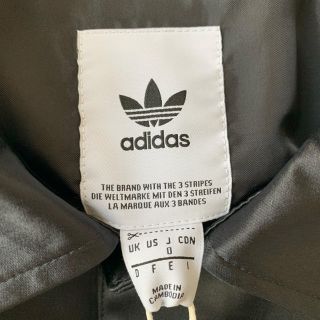 adidas
THE BRAND WITH THE 3 STRIPES
DIE WELTMARKE MIT DEN 3 STREIFEN
LA MARQUE AUX 3 BANDES
UK US J CDN
O
D F E I
MADE IN
CAMBODIA